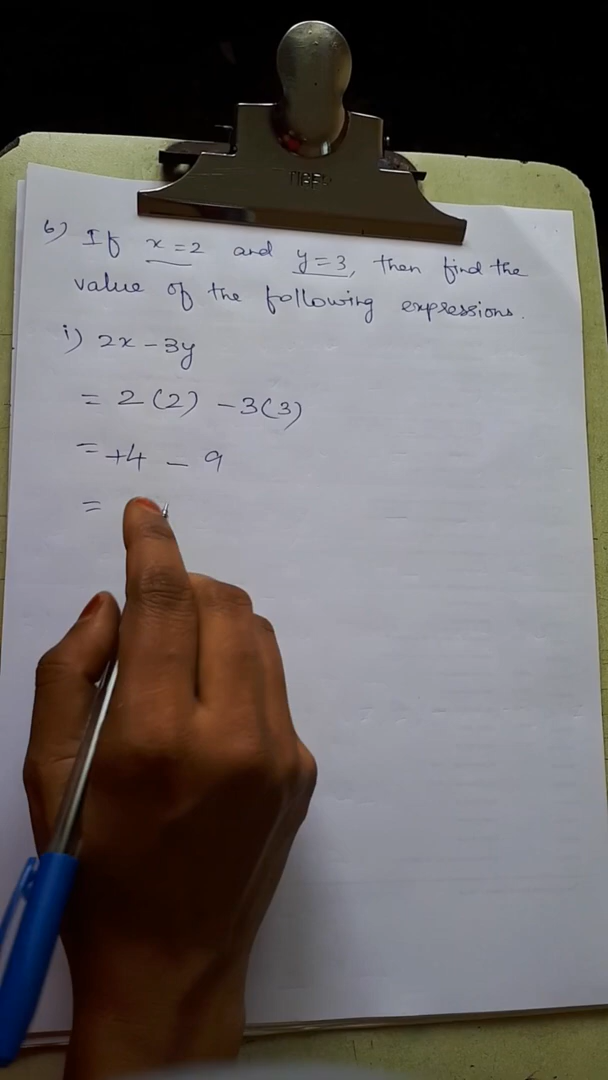 TIGER
6) If x = 2 and y = 3, then find the
value of the following expressions.
i) 2x - 3y
= 2(2) - 3(3)
= +4 - 9
=